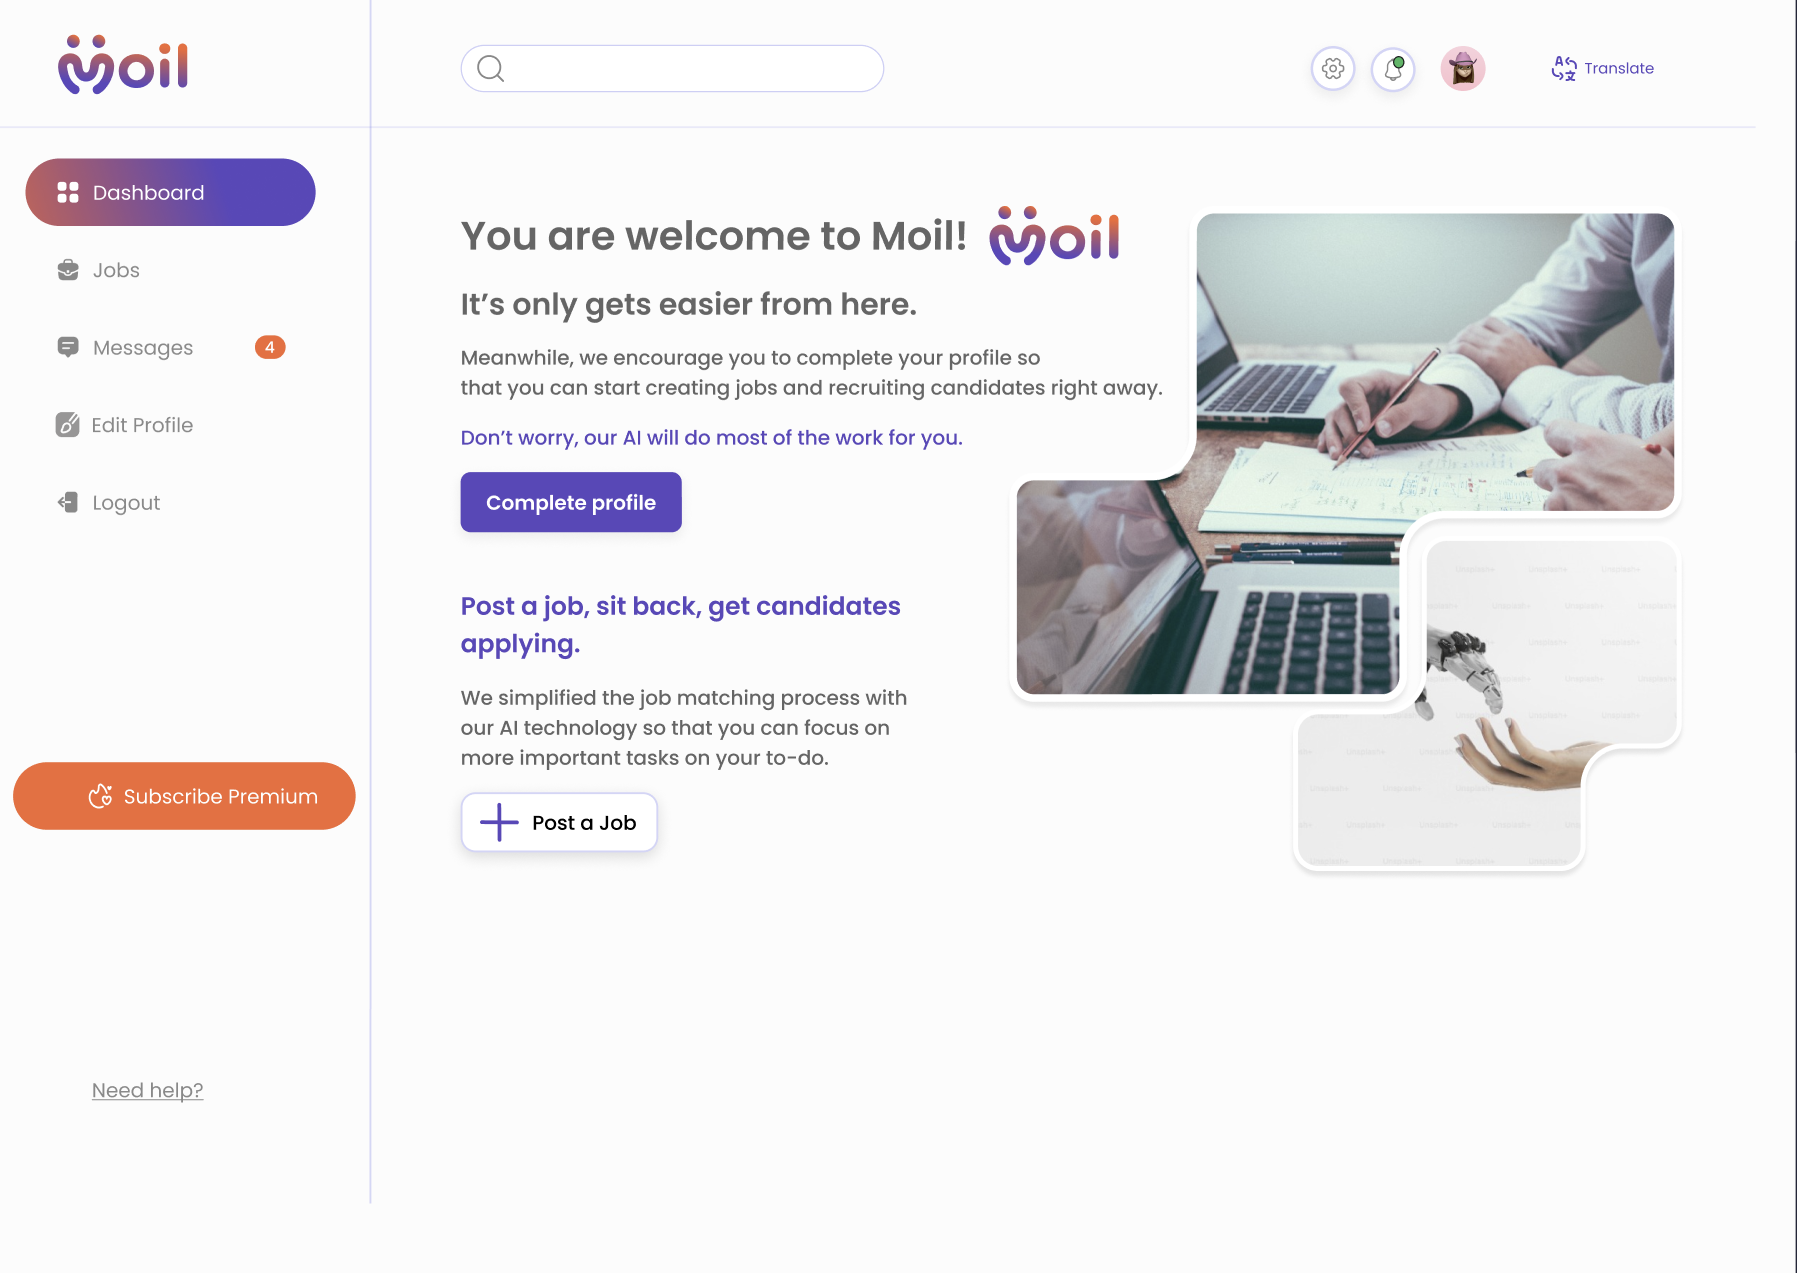 Moil
Translate
Dashboard
Jobs
Messages 4
Edit Profile
Logout
Subscribe Premium
Need help?
You are welcome to Moil! Moil
It’s only gets easier from here.
Meanwhile, we encourage you to complete your profile so
that you can start creating jobs and recruiting candidates right away.
Don’t worry, our AI will do most of the work for you.
Complete profile
Post a job, sit back, get candidates
applying.
We simplified the job matching process with
our AI technology so that you can focus on
more important tasks on your to-do.
Post a Job